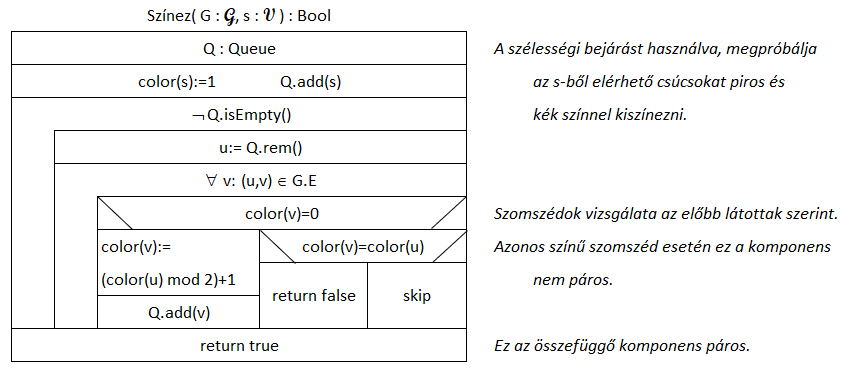 Színez( G : 𝓖, s : 𝓥 ) : Bool
Q : Queue
A szélességi bejárást használva, megpróbálja
color(s):=1 Q.add(s)
az s-ből elérhető csúcsokat piros és
¬ Q.isEmpty()
kék színnel kiszínezni.
u:= Q.rem()
∀ v: (u,v) ∈ G.E
color(v)=0
Szomszédok vizsgálata az előbb látottak szerint.
color(v):=
color(v)=color(u)
Azonos színű szomszéd esetén ez a komponens
(color(u) mod 2)+1
nem páros.
return false
skip
Q.add(v)
return true
Ez az összefüggő komponens páros.